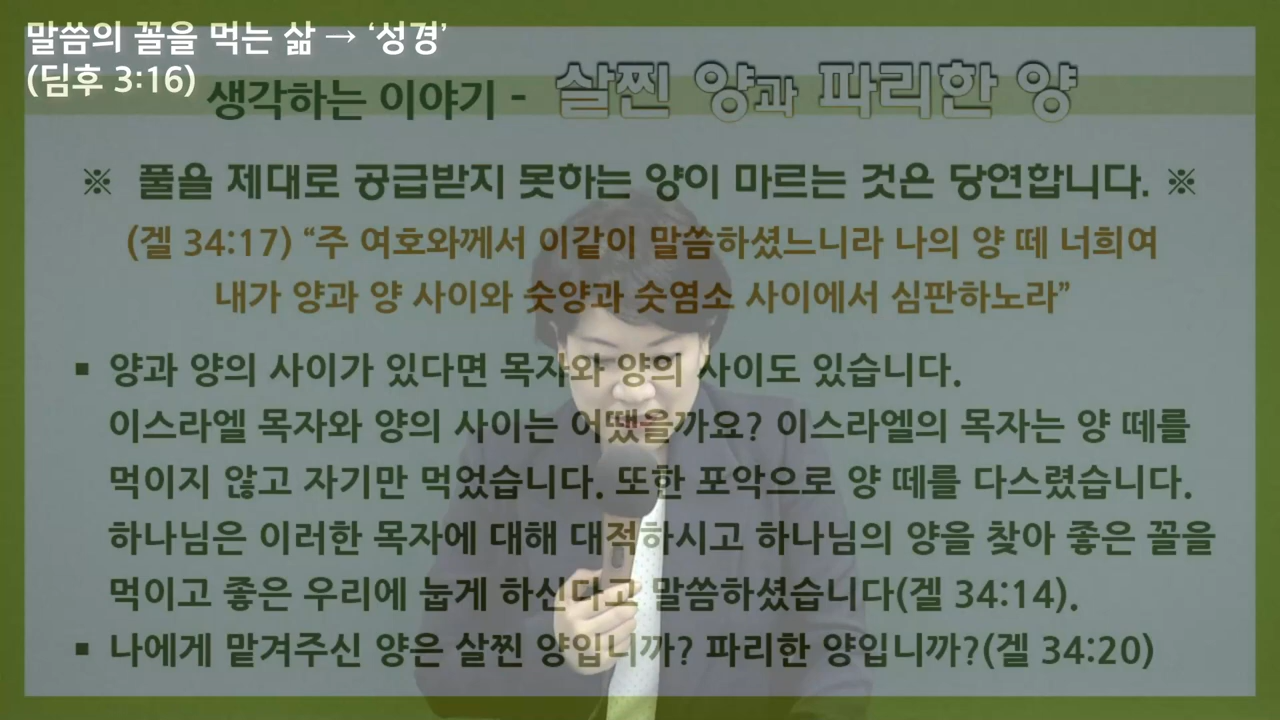 말씀의 꼴을 먹는 삶 → ‘성경’
(딤후 3:16)
생각하는 이야기 - 살찐 양과 파리한 양
※ 풀을 제대로 공급받지 못하는 양이 마르는 것은 당연합니다. ※
(겔 34:17) “주 여호와께서 이같이 말씀하셨느니라 나의 양 떼 너희여
내가 양과 양 사이와 숫양과 숫염소 사이에서 심판하노라”
▪ 양과 양의 사이가 있다면 목자와 양의 사이도 있습니다.
이스라엘 목자와 양의 사이는 어땠을까요? 이스라엘의 목자는 양 떼를
먹이지 않고 자기만 먹었습니다. 또한 포악으로 양 떼를 다스렸습니다.
하나님은 이러한 목자에 대해 대적하시고 하나님의 양을 찾아 좋은 꼴을
먹이고 좋은 우리에 눕게 하신다고 말씀하셨습니다(겔 34:14).
▪ 나에게 맡겨주신 양은 살찐 양입니까? 파리한 양입니까?(겔 34:20)